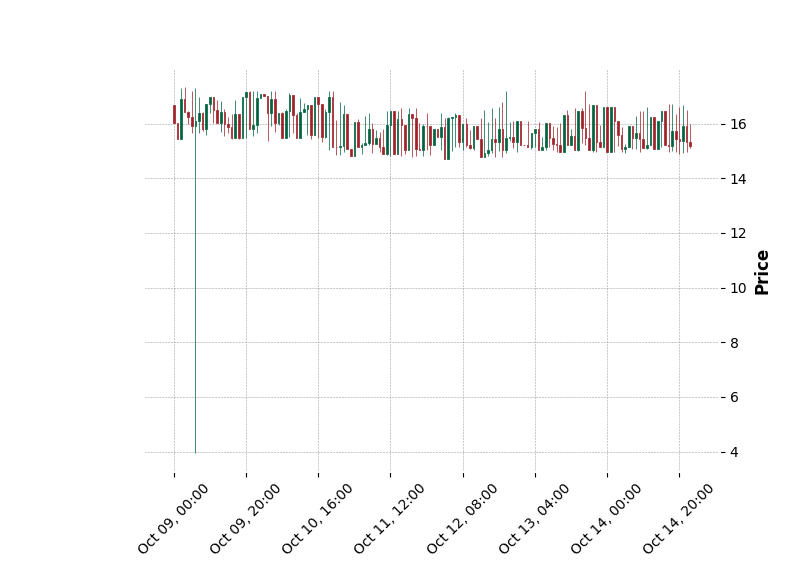 16
14
12
10
8
6
4
Price
Oct 09, 00:00
Oct 09, 20:00
Oct 10, 16:00
Oct 11, 12:00
Oct 12, 08:00
Oct 13, 04:00
Oct 14, 00:00
Oct 14, 20:00